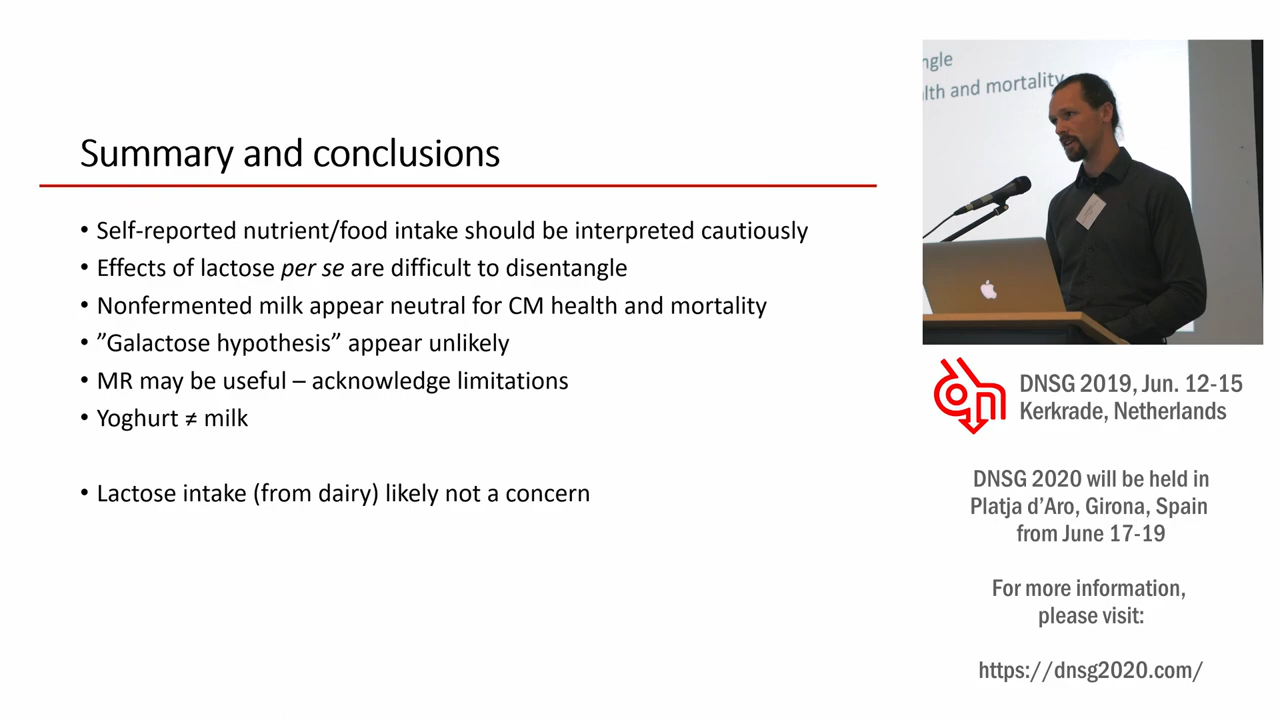 Summary and conclusions
• Self-reported nutrient/food intake should be interpreted cautiously
• Effects of lactose per se are difficult to disentangle
• Nonfermented milk appear neutral for CM health and mortality
• ”Galactose hypothesis” appear unlikely
• MR may be useful – acknowledge limitations
• Yoghurt ≠ milk
• Lactose intake (from dairy) likely not a concern
ngle
lth and mortality
DNSG 2019, Jun. 12-15
Kerkrade, Netherlands
DNSG 2020 will be held in
Platja d’Aro, Girona, Spain
from June 17-19
For more information,
please visit:
https://dnsg2020.com/